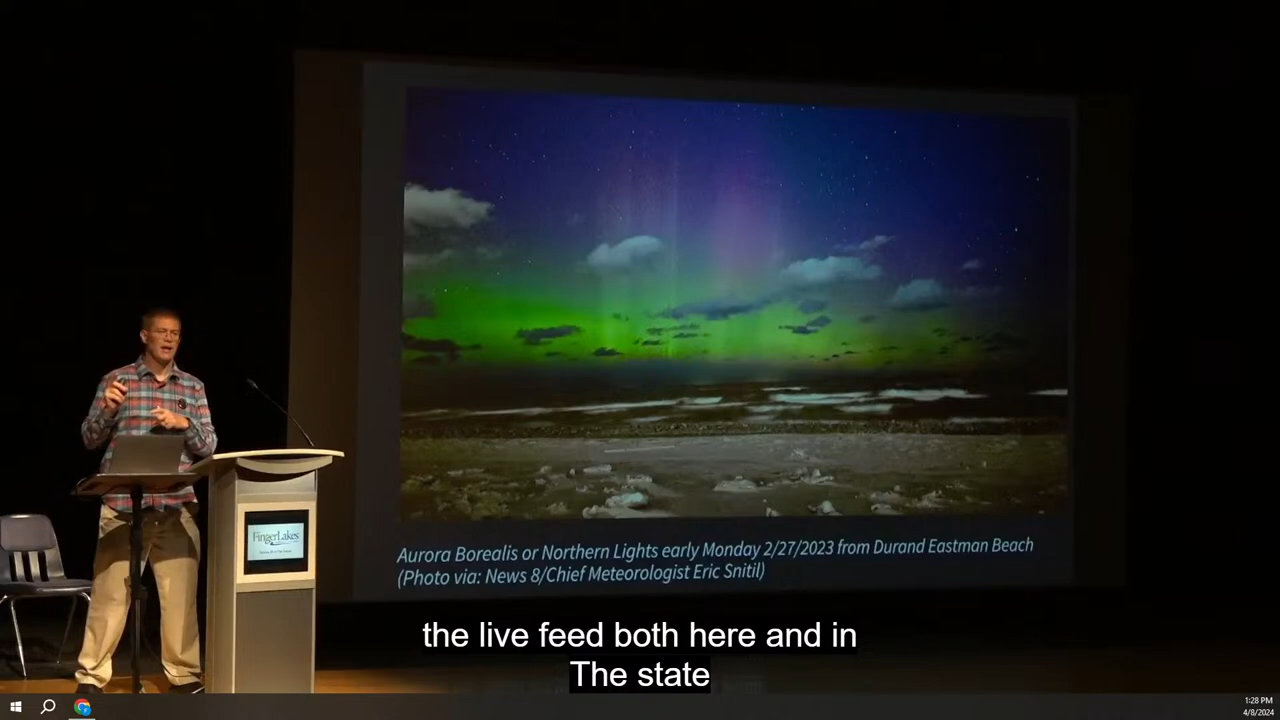 Aurora Borealis or Northern Lights early Monday 2/27/2023 from Durand Eastman Beach
(Photo via: News 8/Chief Meteorologist Eric Snitil)
FingerLakes
the live feed both here and in
The state
1:28 PM
4/8/2024